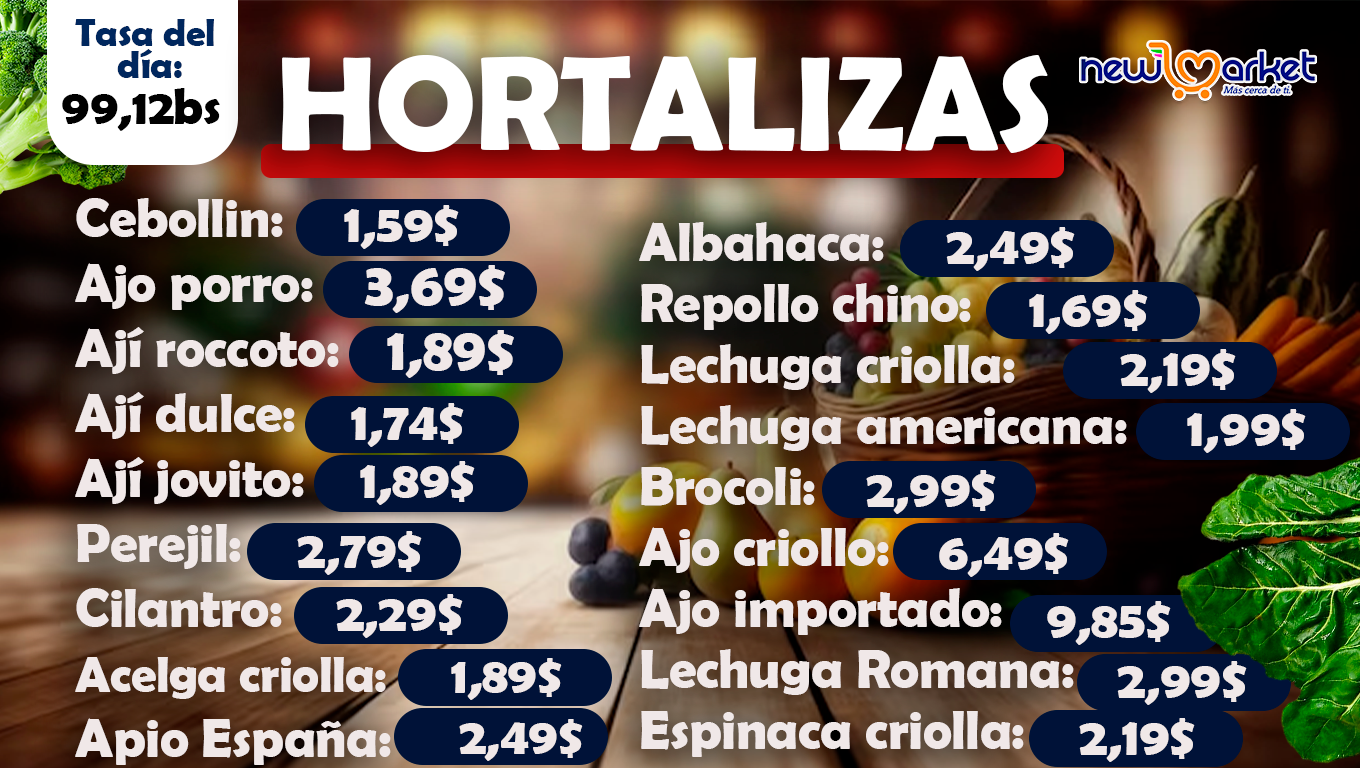 Tasa del
día:
99,12bs
HORTALIZAS
new market
Más cerca de ti.
Cebollin: 1,59$
Ajo porro: 3,69$
Ají roccoto: 1,89$
Ají dulce: 1,74$
Ají jovito: 1,89$
Perejil: 2,79$
Cilantro: 2,29$
Acelga criolla: 1,89$
Apio España: 2,49$
Albahaca: 2,49$
Repollo chino: 1,69$
Lechuga criolla: 2,19$
Lechuga americana: 1,99$
Brocoli: 2,99$
Ajo criollo: 6,49$
Ajo importado: 9,85$
Lechuga Romana: 2,99$
Espinaca criolla: 2,19$